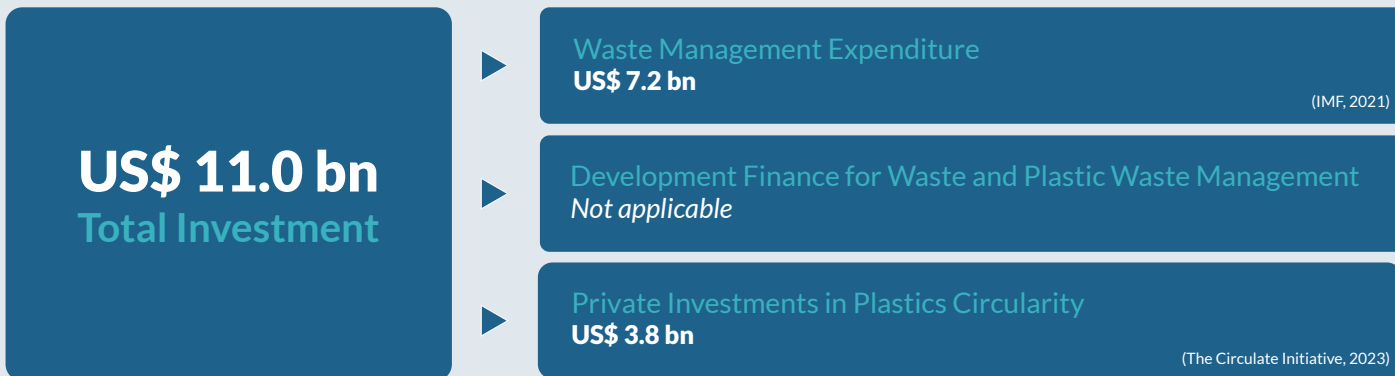 US$ 11.0 bn
Total Investment
Waste Management Expenditure
US$ 7.2 bn
(IMF, 2021)
Development Finance for Waste and Plastic Waste Management
Not applicable
Private Investments in Plastics Circularity
US$ 3.8 bn
(The Circulate Initiative, 2023)